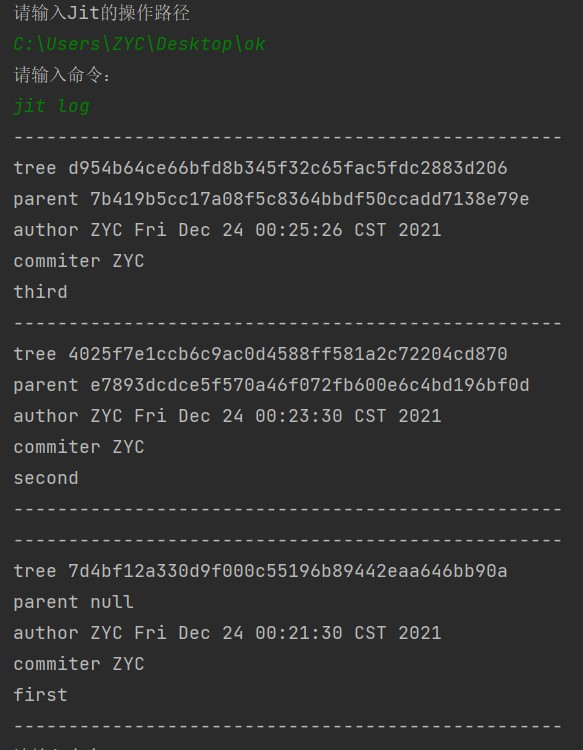 请输入Jit的操作路径
C:\Users\ZYC\Desktop\ok
请输入命令：
jit log
--------------------------------------------------
tree d954b64ce66bfd8b345f32c65fac5fdc2883d206
parent 7b419b5cc17a08f5c8364bbdf50ccadd7138e79e
author ZYC Fri Dec 24 00:25:26 CST 2021
commiter ZYC
third
--------------------------------------------------
tree 4025f7e1ccb6c9ac0d4588ff581a2c72204cd870
parent e7893dcdce5f570a46f072fb600e6c4bd196bf0d
author ZYC Fri Dec 24 00:23:30 CST 2021
commiter ZYC
second
--------------------------------------------------
--------------------------------------------------
tree 7d4bf12a330d9f000c55196b89442eaa646bb90a
parent null
author ZYC Fri Dec 24 00:21:30 CST 2021
commiter ZYC
first
--------------------------------------------------